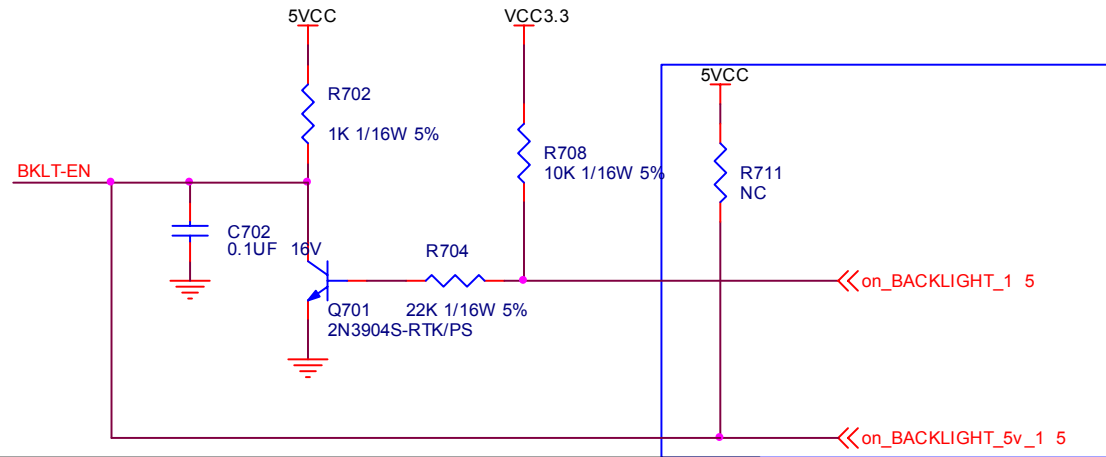 5VCC
VCC3.3
5VCC
R702
1K 1/16W 5%
R708
10K 1/16W 5%
R711
NC
BKLT-EN
C702
0.1UF 16V
R704
on_BACKLIGHT_1 5
Q701
22K 1/16W 5%
2N3904S-RTK/PS
on_BACKLIGHT_5v_1 5